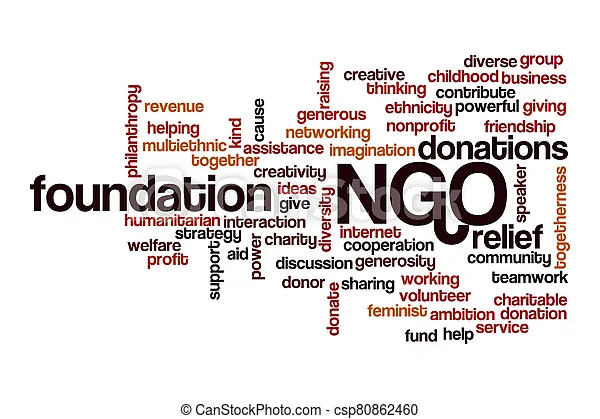 diverse group
creative childhood business
thinking contribute
raising
philanthropy
revenue
cause
generous
ethnicity powerful giving
helping
kind
networking
nonprofit friendship
multiethnic assistance imagination donations
together
creativity
speaker
foundation ideas NGO
togetherness
give
diversity
humanitarian interaction internet relief
strategy charity cooperation
welfare aid
power
support
community
profit discussion generosity
teamwork
donor sharing working
volunteer charitable
donate
feminist ambition donation
service
fund help
© CanStockPhoto.com - csp80862460